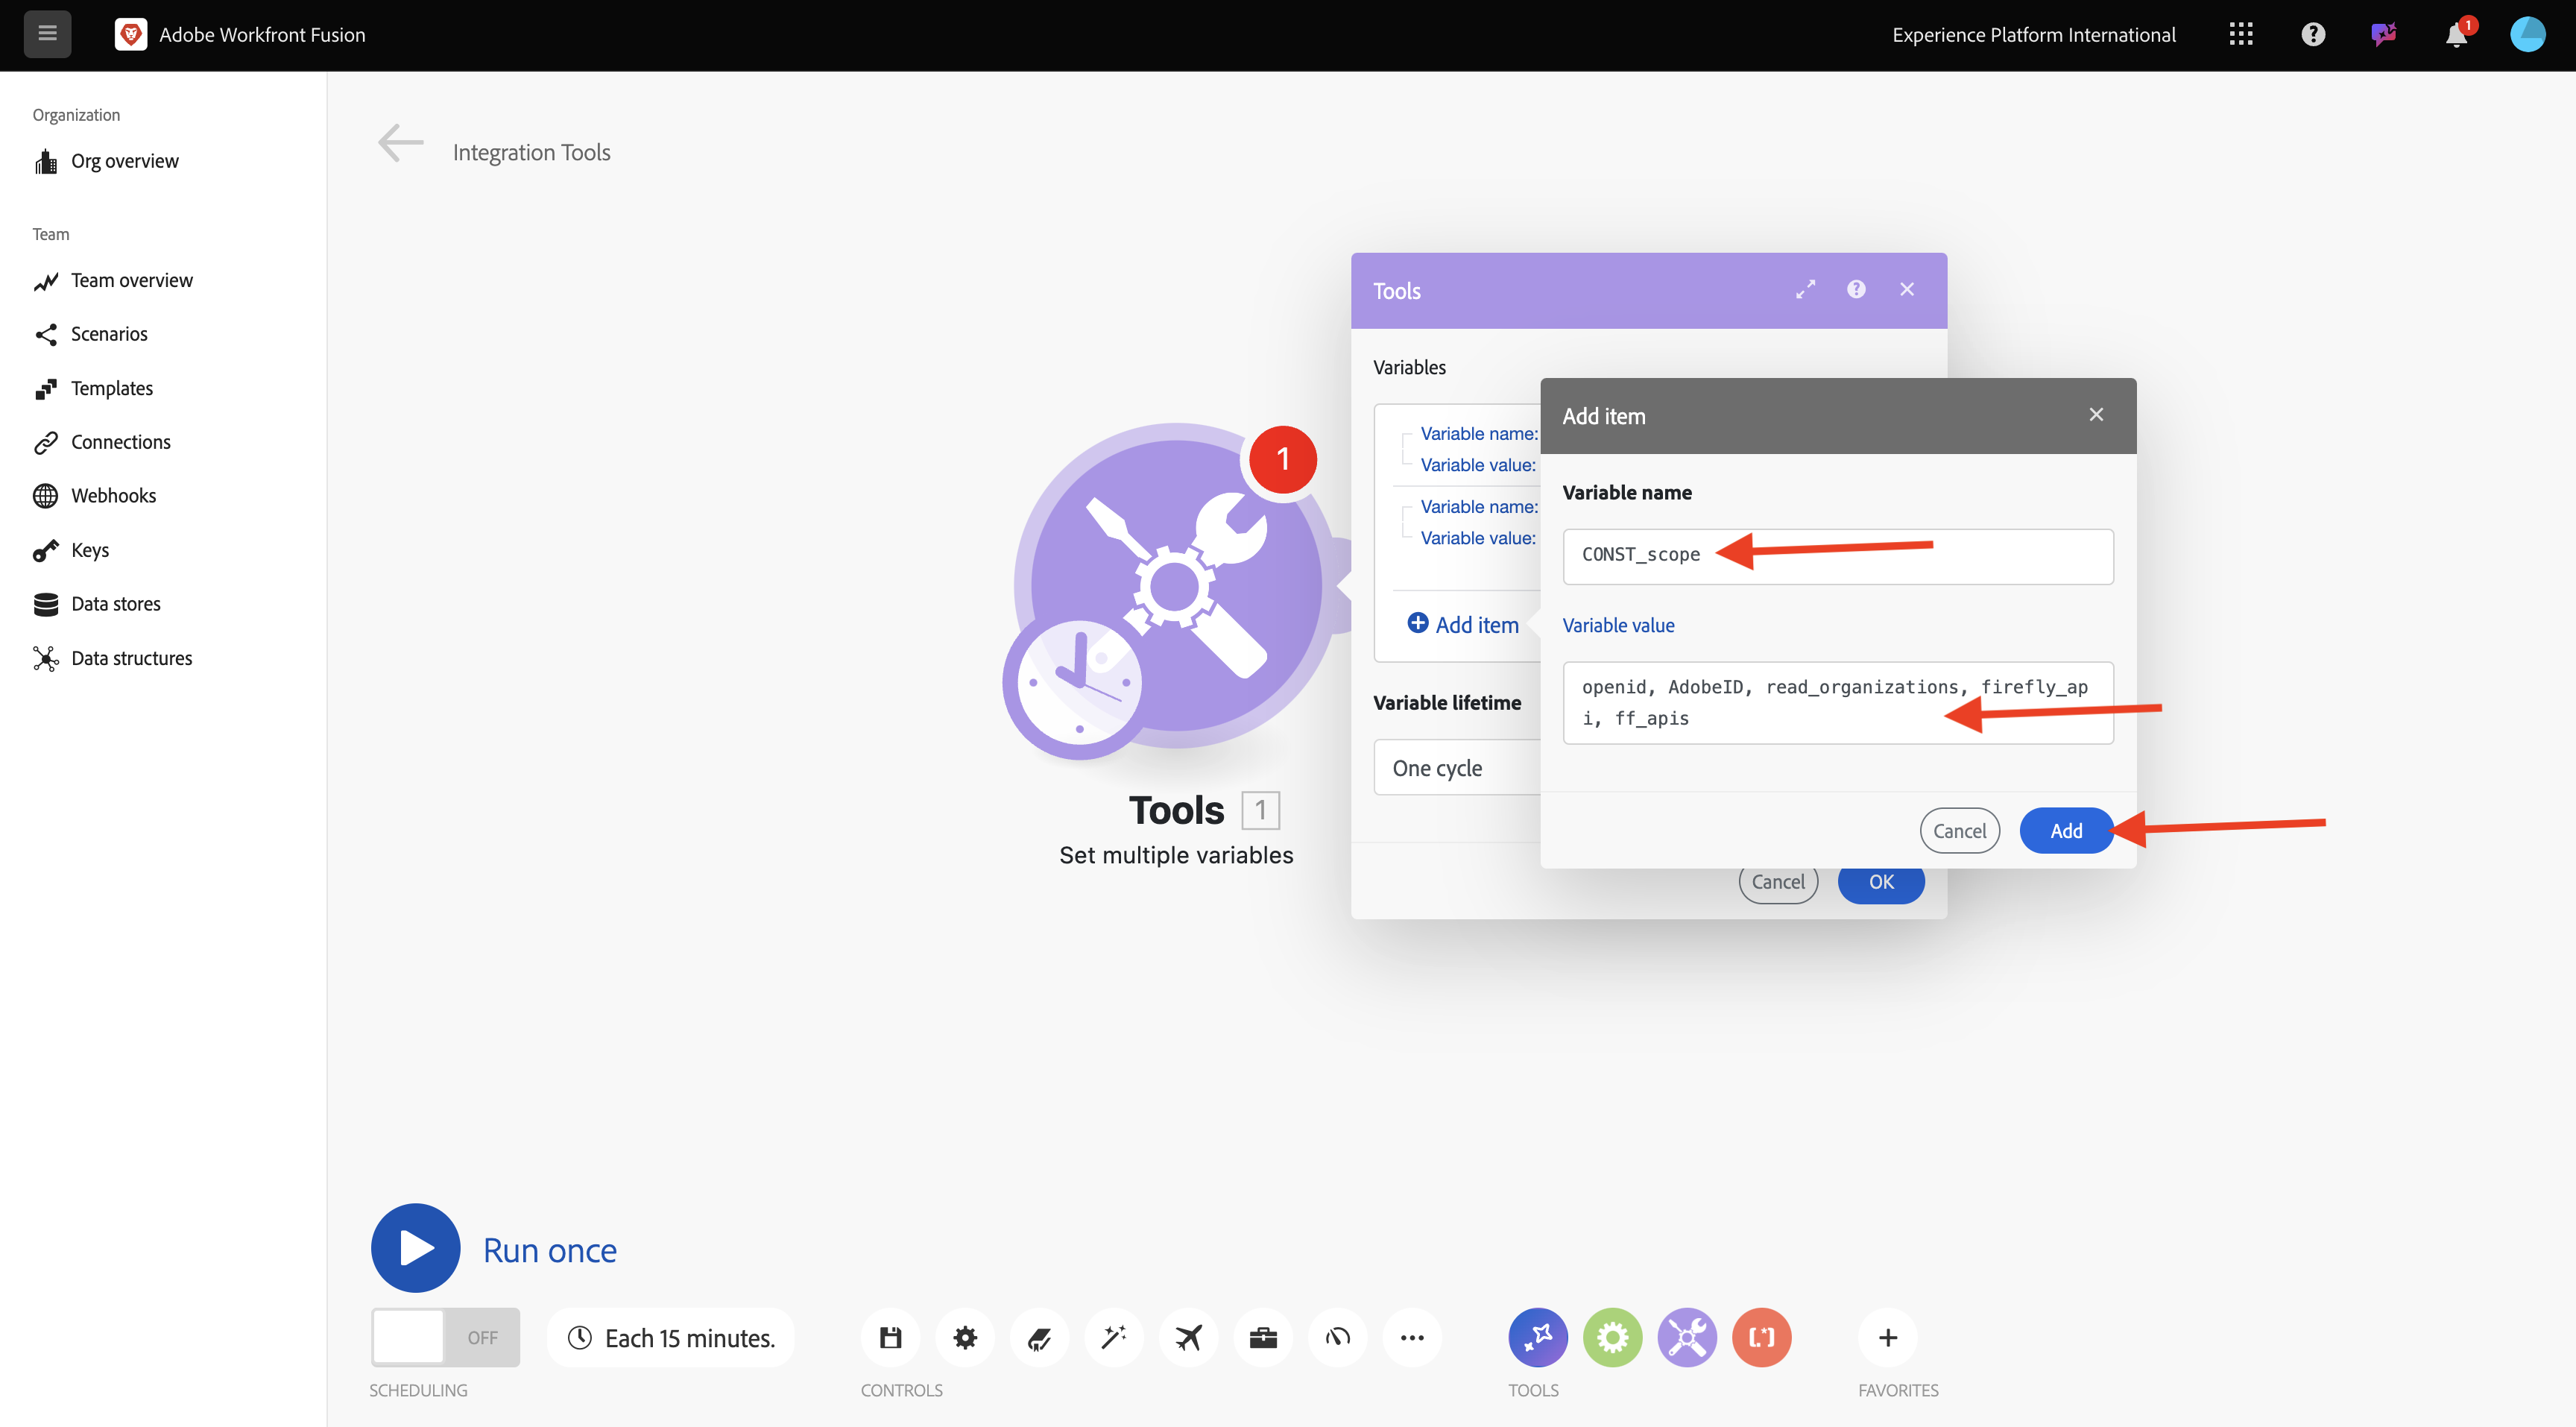 Adobe Workfront Fusion
Experience Platform International
1
Organization
Org overview
Team
Team overview
Scenarios
Templates
Connections
Webhooks
Keys
Data stores
Data structures
Integration Tools
1
Tools 1
Set multiple variables
Tools
Variables
Variable name:
Variable value:
Variable name:
Variable value:
Add item
Variable lifetime
One cycle
Cancel
OK
Add item
Variable name
CONST_scope
Variable value
openid, AdobeID, read_organizations, firefly_ap
i, ff_apis
Cancel
Add
Run once
OFF
Each 15 minutes.
SCHEDULING
CONTROLS
TOOLS
FAVORITES